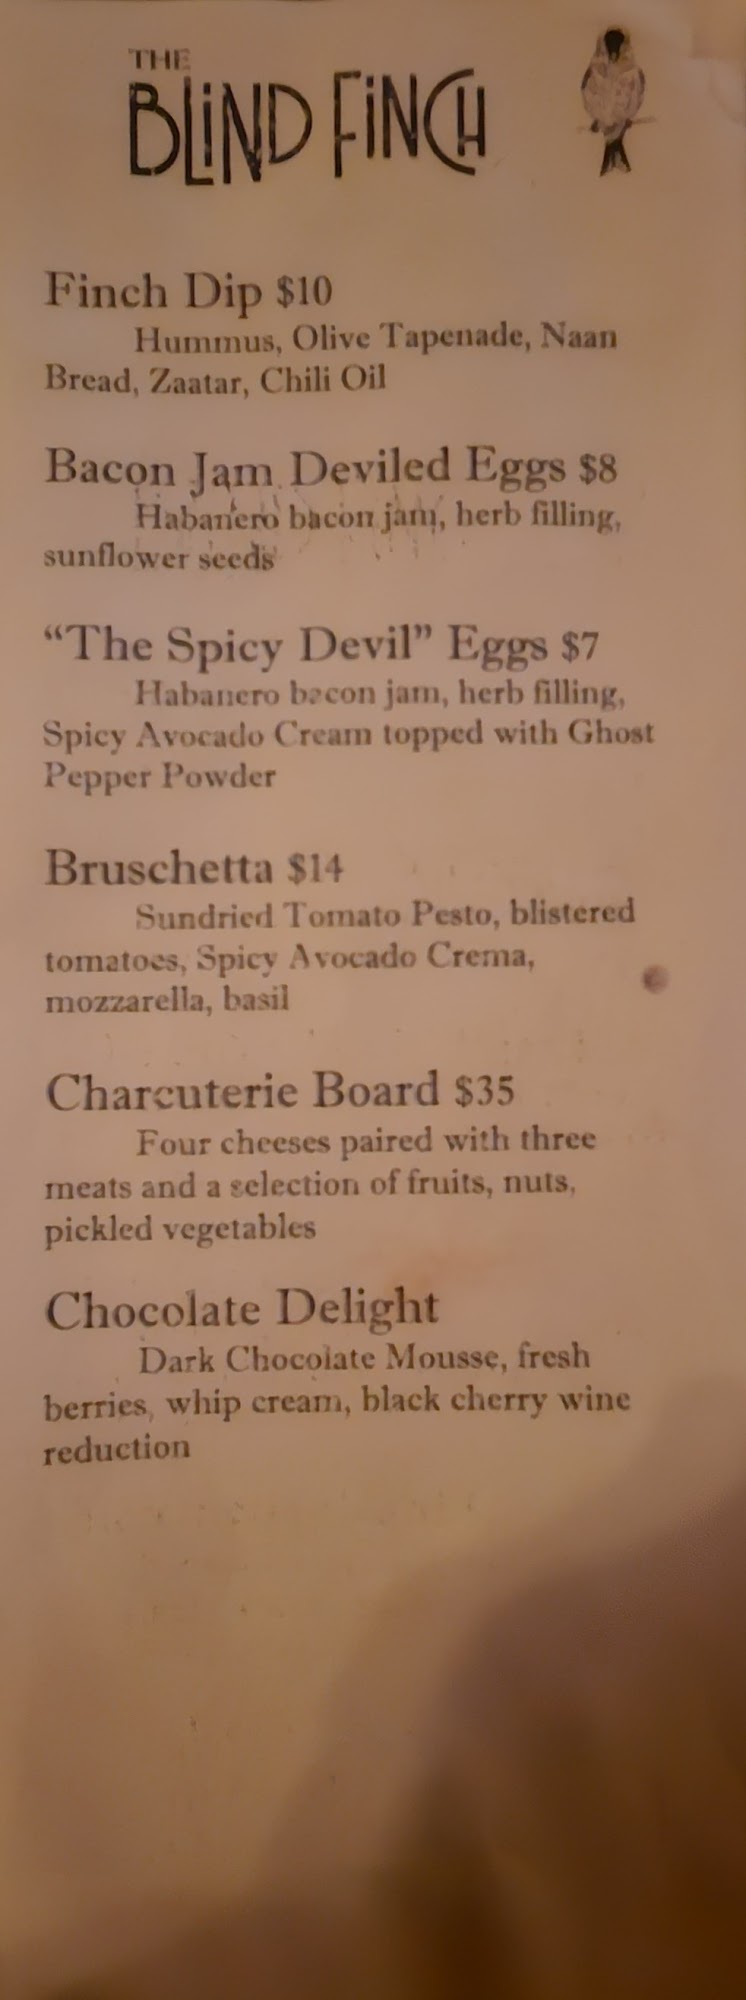 THE
BLIND FINCH
Finch Dip $10
Hummus, Olive Tapenade, Naan
Bread, Zaatar, Chili Oil
Bacon Jam Deviled Eggs $8
Habanero bacon jam, herb filling,
sunflower seeds
“The Spicy Devil” Eggs $7
Habanero bacon jam, herb filling,
Spicy Avocado Cream topped with Ghost
Pepper Powder
Bruschetta $14
Sundried Tomato Pesto, blistered
tomatoes, Spicy Avocado Crema,
mozzarella, basil
Charcuterie Board $35
Four cheeses paired with three
meats and a selection of fruits, nuts,
pickled vegetables
Chocolate Delight
Dark Chocolate Mousse, fresh
berries, whip cream, black cherry wine
reduction